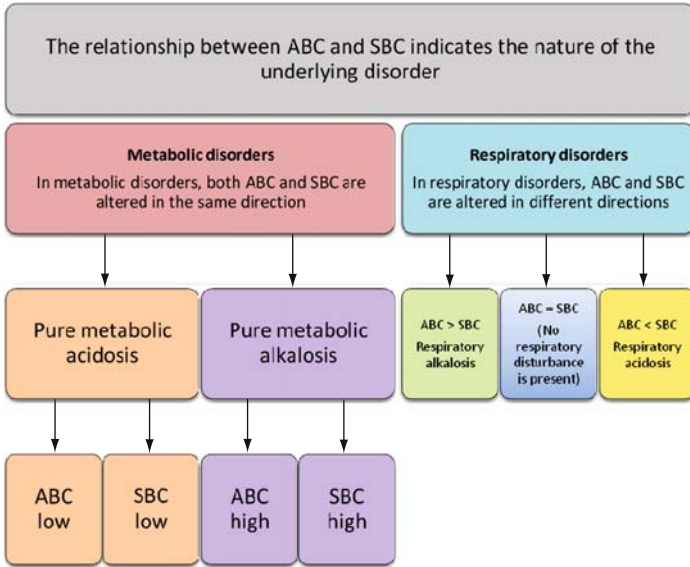 The relationship between ABC and SBC indicates the nature of the
underlying disorder
Metabolic disorders
In metabolic disorders, both ABC and SBC are
altered in the same direction
Respiratory disorders
In respiratory disorders, ABC and SBC
are altered in different directions
Pure metabolic
acidosis
Pure metabolic
alkalosis
ABC > SBC
Respiratory
alkalosis
ABC = SBC
(No
respiratory
disturbance
is present)
ABC < SBC
Respiratory
acidosis
ABC
low
SBC
low
ABC
high
SBC
high